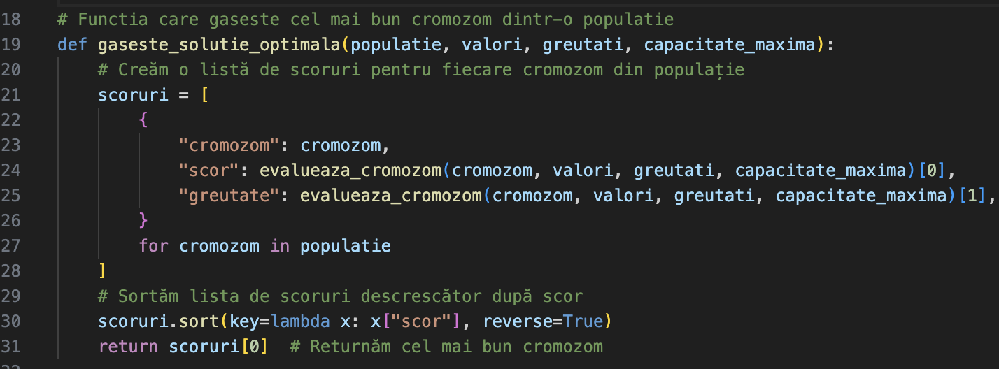 18 # Functia care gaseste cel mai bun cromozom dintr-o populatie
19 def gaseste_solutie_optimala(populatie, valori, greutati, capacitate_maxima):
20     # Creăm o listă de scoruri pentru fiecare cromozom din populație
21     scoruri = [
22         {
23             "cromozom": cromozom,
24             "scor": evalueaza_cromozom(cromozom, valori, greutati, capacitate_maxima)[0],
25             "greutate": evalueaza_cromozom(cromozom, valori, greutati, capacitate_maxima)[1],
26         }
27         for cromozom in populatie
28     ]
29     # Sortăm lista de scoruri descrescător după scor
30     scoruri.sort(key=lambda x: x["scor"], reverse=True)
31     return scoruri[0]  # Returnăm cel mai bun cromozom